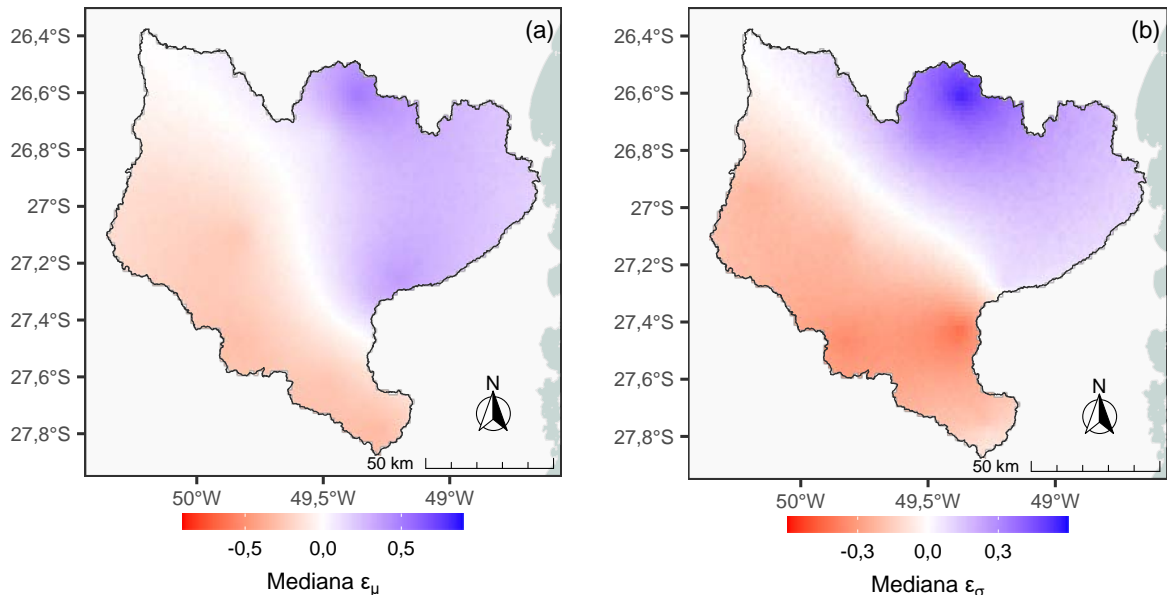 (a)
26,4°S
26,6°S
26,8°S
27°S
27,2°S
27,4°S
27,6°S
27,8°S
N
50 km
50°W 49,5°W 49°W
-0,5 0,0 0,5
Mediana εμ
(b)
26,4°S
26,6°S
26,8°S
27°S
27,2°S
27,4°S
27,6°S
27,8°S
N
50 km
50°W 49,5°W 49°W
-0,3 0,0 0,3
Mediana εσ